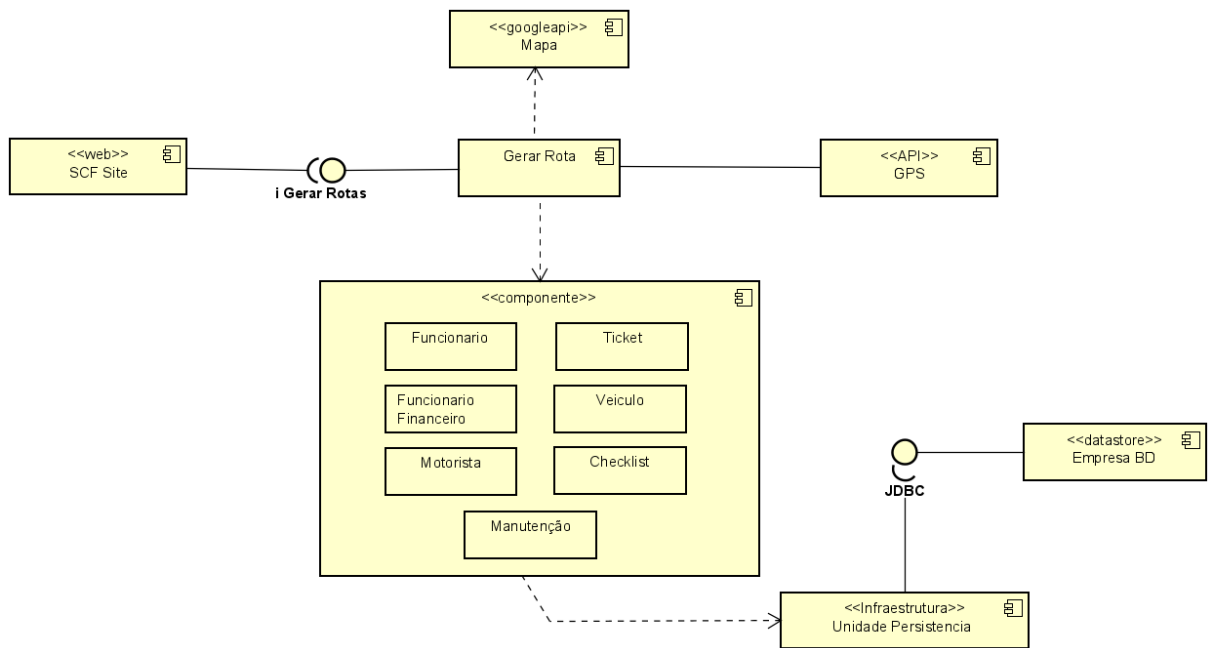 <<googleapi>>
Mapa
<<web>>
SCF Site
i Gerar Rotas
Gerar Rota
<<API>>
GPS
<<componente>>
Funcionario
Ticket
Funcionario
Financeiro
Veiculo
Motorista
Checklist
Manutenção
<<datastore>>
Empresa BD
JDBC
<<Infraestrutura>>
Unidade Persistencia